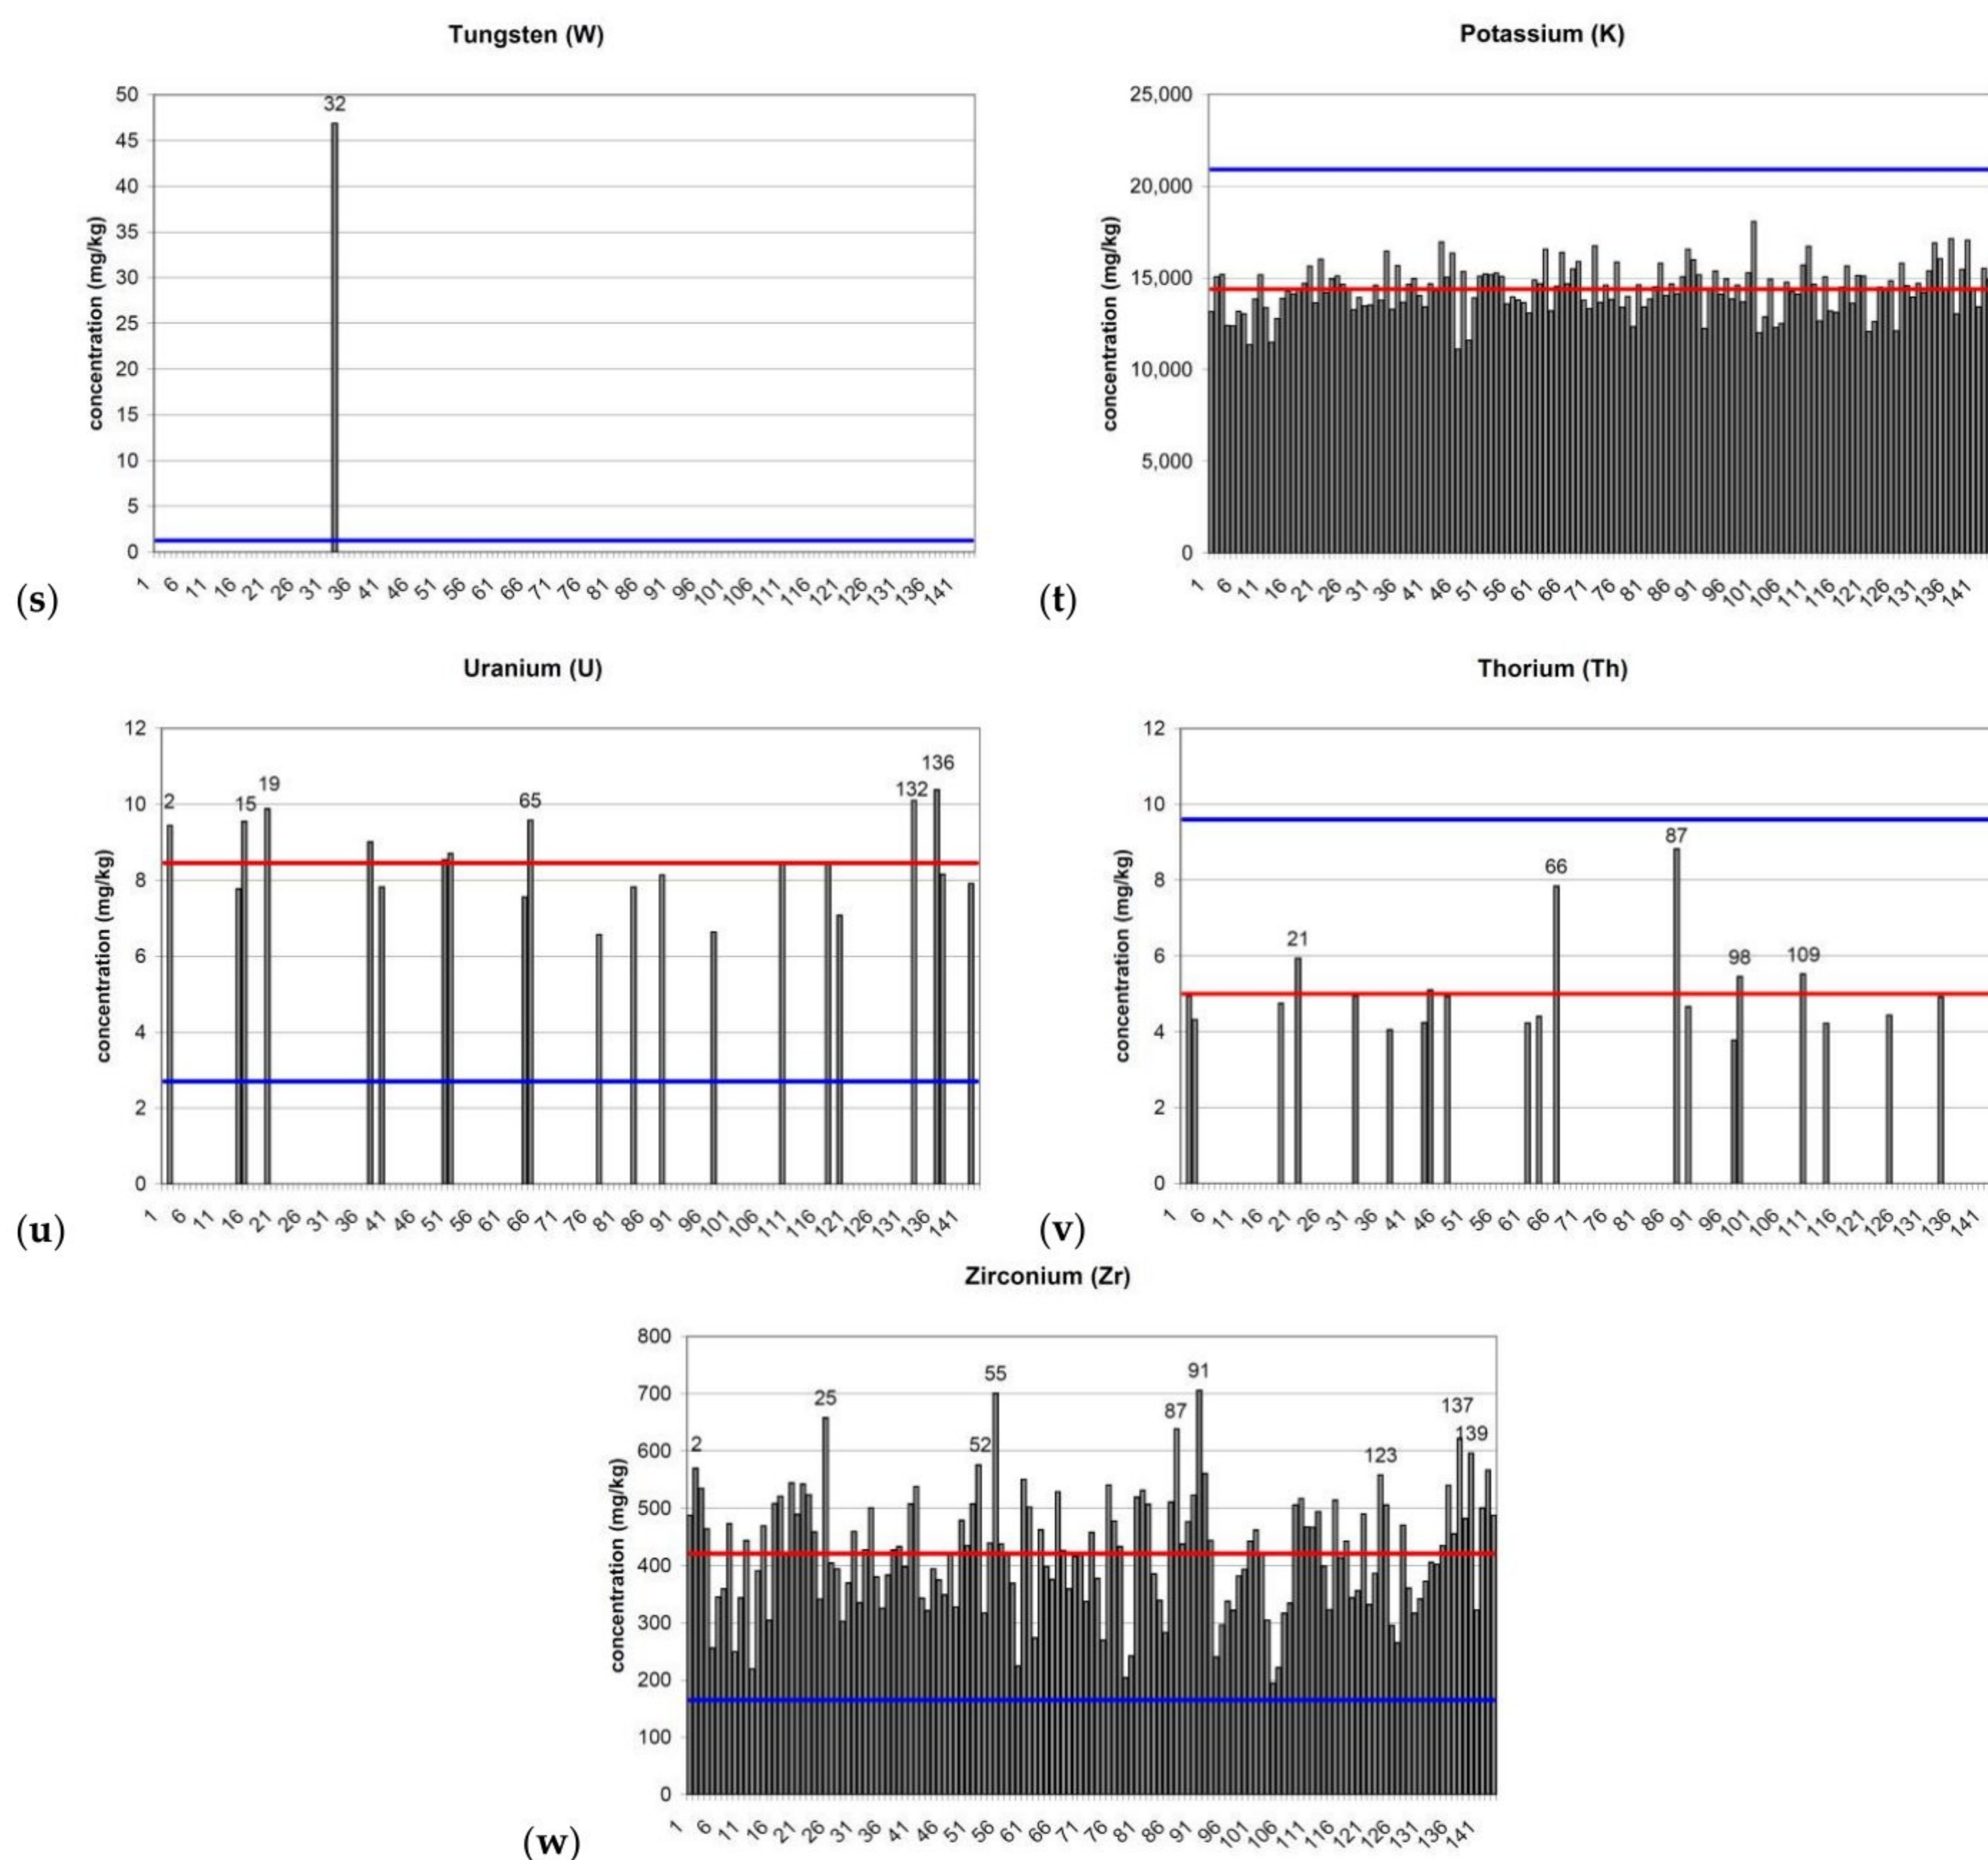 Tungsten (W)
50
45
40
35
30
25
20
15
10
5
0
concentration (mg/kg)
32
1 6 11 16 21 26 31 36 41 46 51 56 61 66 71 76 81 86 91 96 101 106 111 116 121 126 131 136 141
(s)
Potassium (K)
25,000
20,000
15,000
10,000
5,000
0
concentration (mg/kg)
1 6 11 16 21 26 31 36 41 46 51 56 61 66 71 76 81 86 91 96 101 106 111 116 121 126 131 136 141
(t)
Uranium (U)
12
10
8
6
4
2
0
concentration (mg/kg)
2 15 19 65 132 136
1 6 11 16 21 26 31 36 41 46 51 56 61 66 71 76 81 86 91 96 101 106 111 116 121 126 131 136 141
(u)
Thorium (Th)
12
10
8
6
4
2
0
concentration (mg/kg)
21 66 87 98 109
1 6 11 16 21 26 31 36 41 46 51 56 61 66 71 76 81 86 91 96 101 106 111 116 121 126 131 136 141
(v)
Zirconium (Zr)
800
700
600
500
400
300
200
100
0
concentration (mg/kg)
2 25 52 55 87 91 123 137 139
1 6 11 16 21 26 31 36 41 46 51 56 61 66 71 76 81 86 91 96 101 106 111 116 121 126 131 136 141
(w)